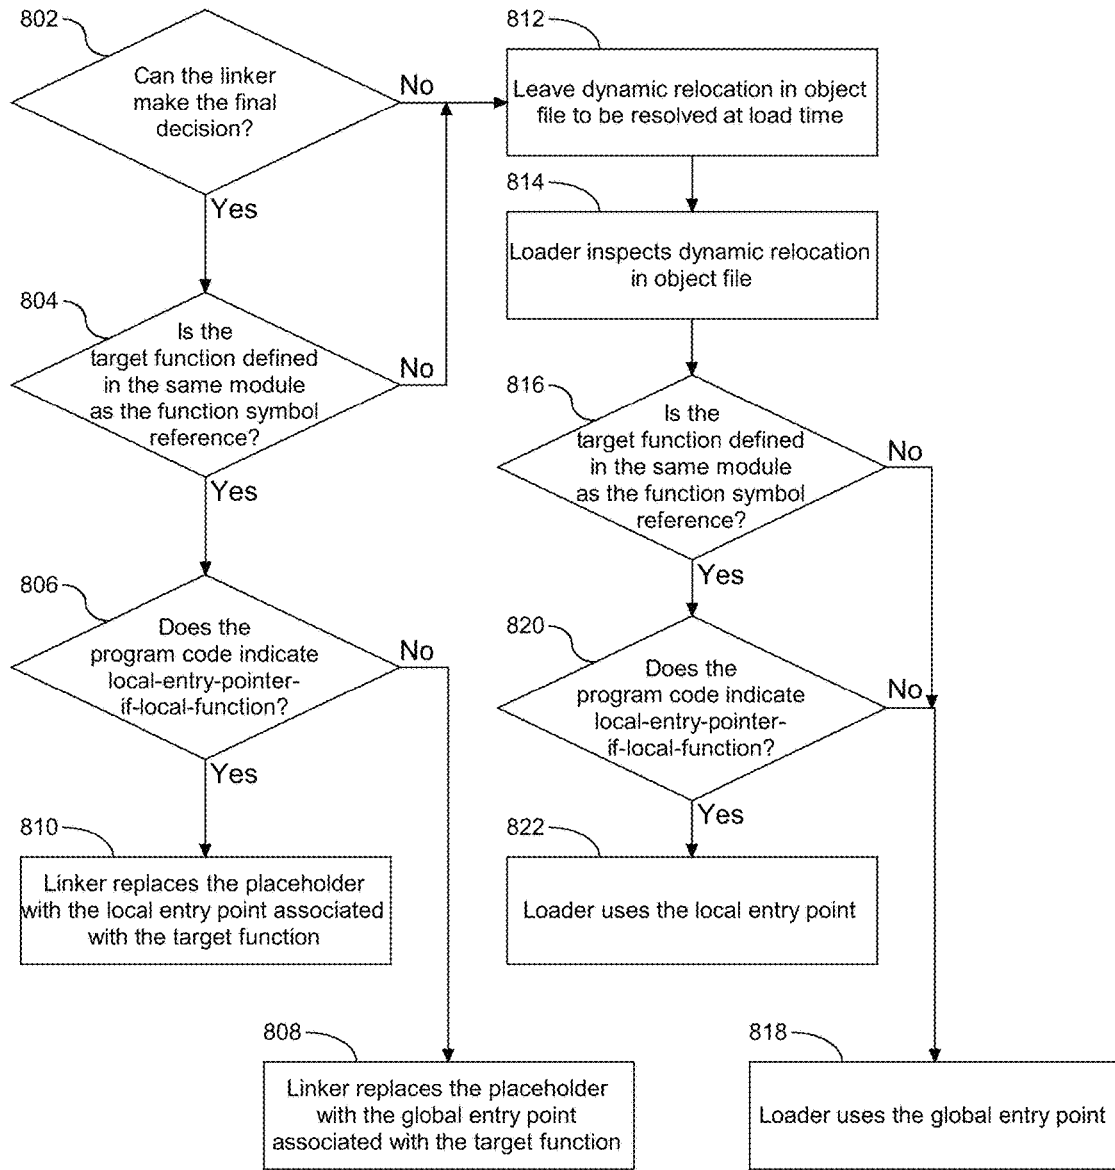 802
Can the linker
make the final
decision?
No
Yes
812
Leave dynamic relocation in object
file to be resolved at load time
814
Loader inspects dynamic relocation
in object file
804
Is the
target function defined
in the same module
as the function symbol
reference?
No
Yes
816
Is the
target function defined
in the same module
as the function symbol
reference?
No
Yes
806
Does the
program code indicate
local-entry-pointer-
if-local-function?
No
Yes
820
Does the
program code indicate
local-entry-pointer-
if-local-function?
No
Yes
810
Linker replaces the placeholder
with the local entry point associated
with the target function
822
Loader uses the local entry point
808
Linker replaces the placeholder
with the global entry point
associated with the target function
818
Loader uses the global entry point